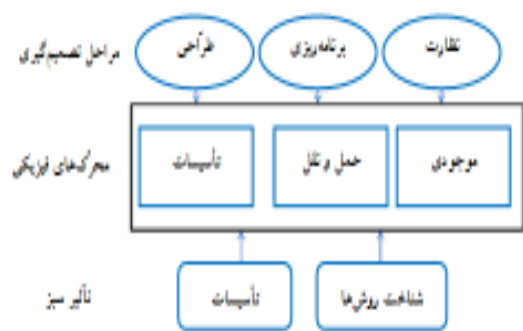 مراحل تصمیم‌گیری
طراحی
برنامه‌ریزی
نظارت
محرک‌های فیزیکی
تأسیسات
حمل و نقل
موجودی
تأثیر سبز
تأسیسات
شناخت روش‌ها